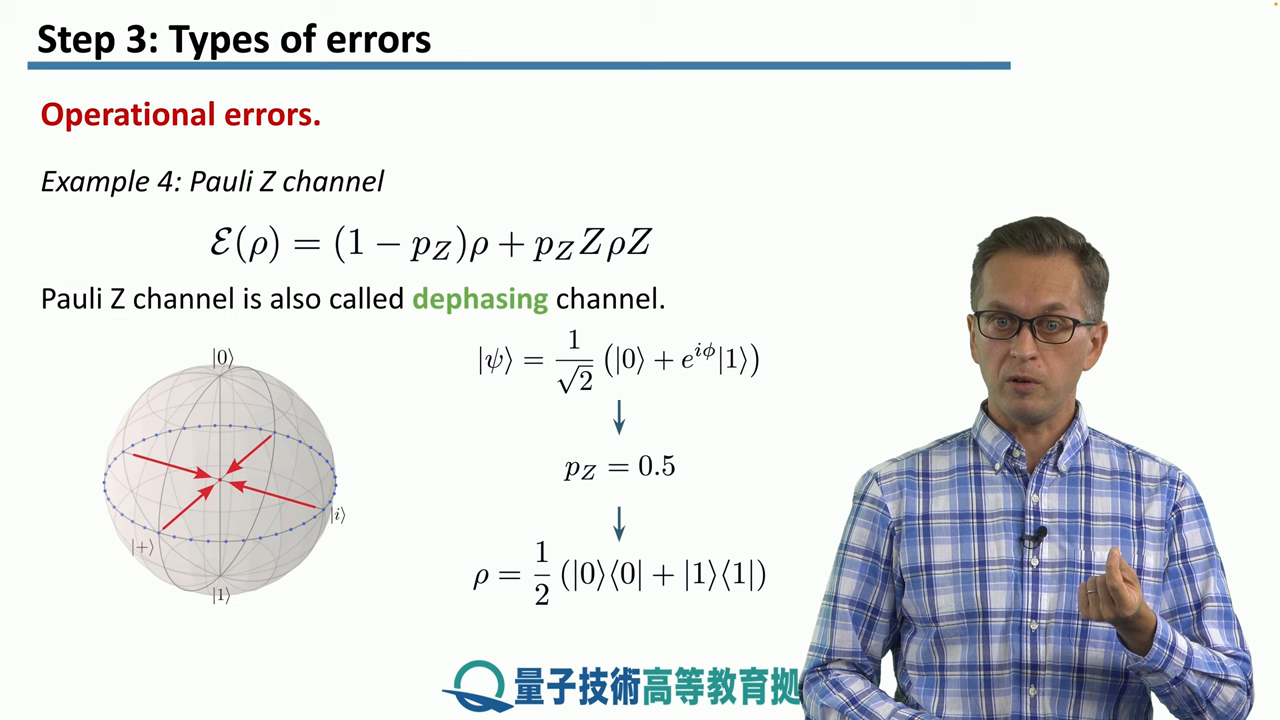 Step 3: Types of errors
Operational errors.
Example 4: Pauli Z channel
ℰ(ρ) = (1 − p_Z)ρ + p_Z ZρZ
Pauli Z channel is also called dephasing channel.
|0⟩
|+⟩
|i⟩
|1⟩
|ψ⟩ = 1/√2 (|0⟩ + e^{iφ}|1⟩)
↓
p_Z = 0.5
↓
ρ = 1/2 (|0⟩⟨0| + |1⟩⟨1|)
量子技術高等教育拠